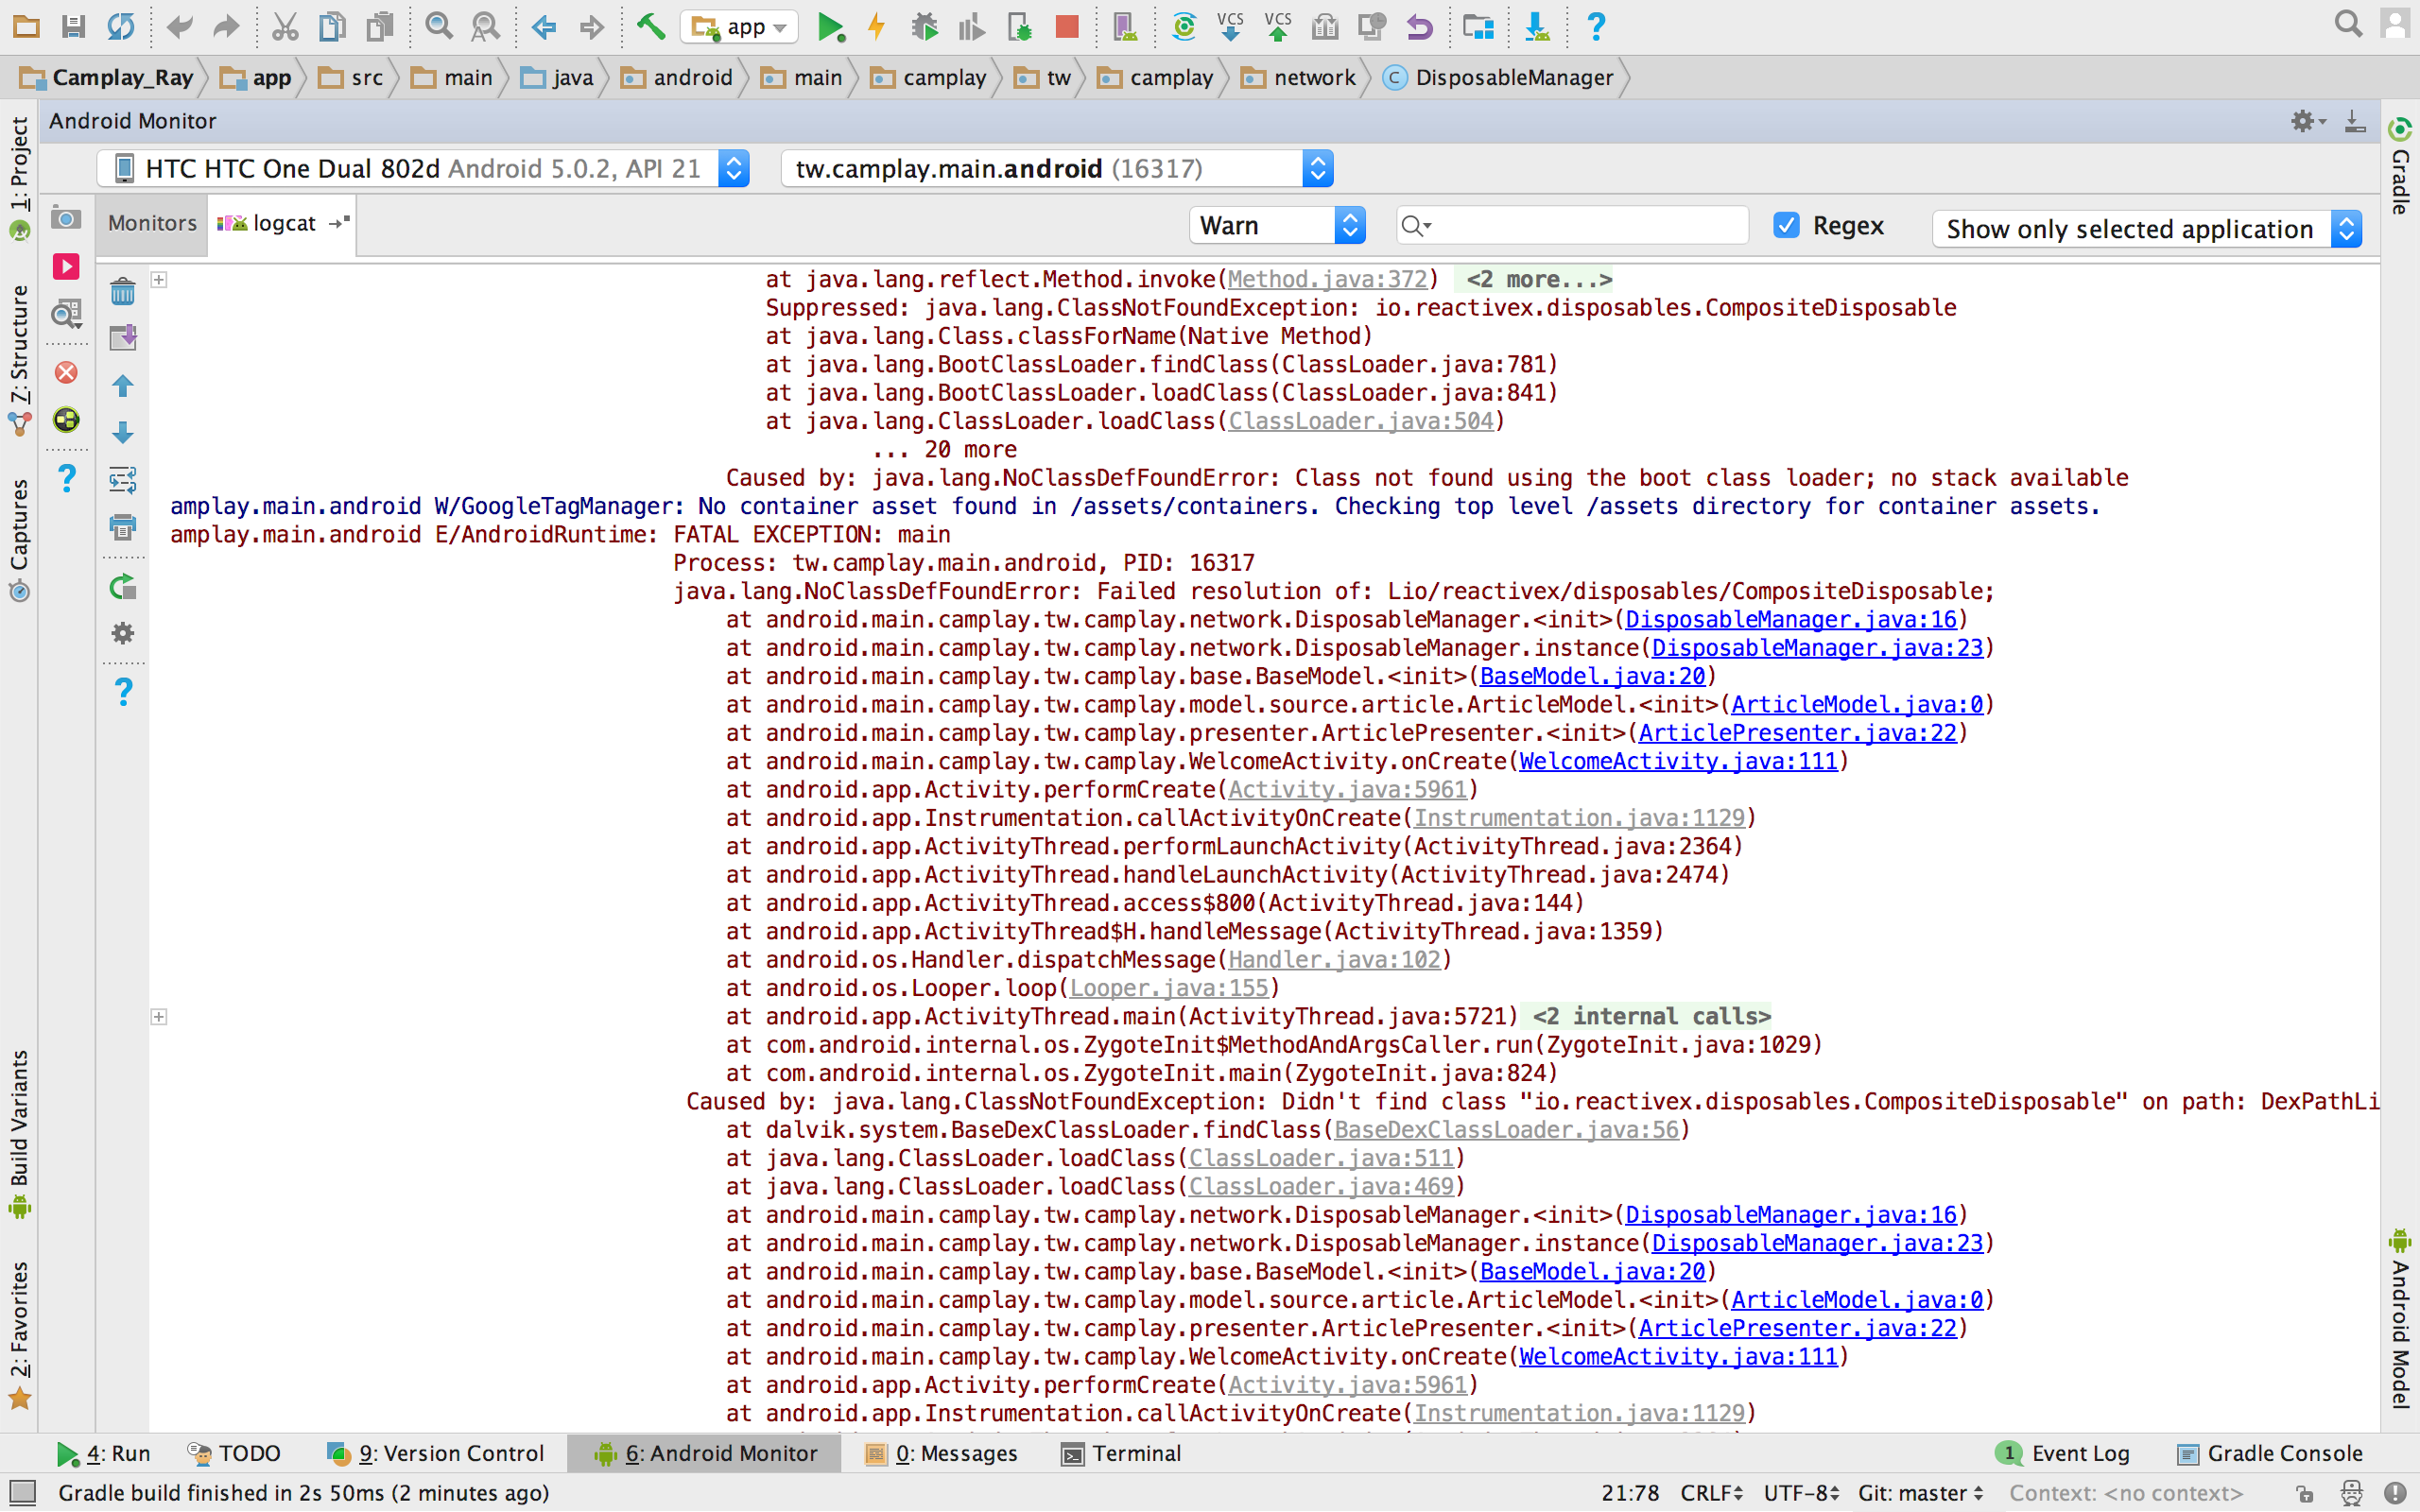 app
VCS
VCS
Camplay_Ray
app
src
main
java
android
main
camplay
tw
camplay
network
DisposableManager
Android Monitor
HTC HTC One Dual 802d Android 5.0.2, API 21
tw.camplay.main.android (16317)
Monitors
logcat
Warn
Regex
Show only selected application
1: Project
7: Structure
Captures
Build Variants
2: Favorites
Gradle
Android Model
at java.lang.reflect.Method.invoke(Method.java:372) <2 more...>
Suppressed: java.lang.ClassNotFoundException: io.reactivex.disposables.CompositeDisposable
at java.lang.Class.classForName(Native Method)
at java.lang.BootClassLoader.findClass(ClassLoader.java:781)
at java.lang.BootClassLoader.loadClass(ClassLoader.java:841)
at java.lang.ClassLoader.loadClass(ClassLoader.java:504)
... 20 more
Caused by: java.lang.NoClassDefFoundError: Class not found using the boot class loader; no stack available
amplay.main.android W/GoogleTagManager: No container asset found in /assets/containers. Checking top level /assets directory for container assets.
amplay.main.android E/AndroidRuntime: FATAL EXCEPTION: main
Process: tw.camplay.main.android, PID: 16317
java.lang.NoClassDefFoundError: Failed resolution of: Lio/reactivex/disposables/CompositeDisposable;
at android.main.camplay.tw.camplay.network.DisposableManager.<init>(DisposableManager.java:16)
at android.main.camplay.tw.camplay.network.DisposableManager.instance(DisposableManager.java:23)
at android.main.camplay.tw.camplay.base.BaseModel.<init>(BaseModel.java:20)
at android.main.camplay.tw.camplay.model.source.article.ArticleModel.<init>(ArticleModel.java:0)
at android.main.camplay.tw.camplay.presenter.ArticlePresenter.<init>(ArticlePresenter.java:22)
at android.main.camplay.tw.camplay.WelcomeActivity.onCreate(WelcomeActivity.java:111)
at android.app.Activity.performCreate(Activity.java:5961)
at android.app.Instrumentation.callActivityOnCreate(Instrumentation.java:1129)
at android.app.ActivityThread.performLaunchActivity(ActivityThread.java:2364)
at android.app.ActivityThread.handleLaunchActivity(ActivityThread.java:2474)
at android.app.ActivityThread.access$800(ActivityThread.java:144)
at android.app.ActivityThread$H.handleMessage(ActivityThread.java:1359)
at android.os.Handler.dispatchMessage(Handler.java:102)
at android.os.Looper.loop(Looper.java:155)
at android.app.ActivityThread.main(ActivityThread.java:5721) <2 internal calls>
at com.android.internal.os.ZygoteInit$MethodAndArgsCaller.run(ZygoteInit.java:1029)
at com.android.internal.os.ZygoteInit.main(ZygoteInit.java:824)
Caused by: java.lang.ClassNotFoundException: Didn't find class "io.reactivex.disposables.CompositeDisposable" on path: DexPathLi
at dalvik.system.BaseDexClassLoader.findClass(BaseDexClassLoader.java:56)
at java.lang.ClassLoader.loadClass(ClassLoader.java:511)
at java.lang.ClassLoader.loadClass(ClassLoader.java:469)
at android.main.camplay.tw.camplay.network.DisposableManager.<init>(DisposableManager.java:16)
at android.main.camplay.tw.camplay.network.DisposableManager.instance(DisposableManager.java:23)
at android.main.camplay.tw.camplay.base.BaseModel.<init>(BaseModel.java:20)
at android.main.camplay.tw.camplay.model.source.article.ArticleModel.<init>(ArticleModel.java:0)
at android.main.camplay.tw.camplay.presenter.ArticlePresenter.<init>(ArticlePresenter.java:22)
at android.main.camplay.tw.camplay.WelcomeActivity.onCreate(WelcomeActivity.java:111)
at android.app.Activity.performCreate(Activity.java:5961)
at android.app.Instrumentation.callActivityOnCreate(Instrumentation.java:1129)
4: Run
TODO
9: Version Control
6: Android Monitor
0: Messages
Terminal
1 Event Log
Gradle Console
Gradle build finished in 2s 50ms (2 minutes ago)
21:78
CRLF
UTF-8
Git: master
Context: <no context>